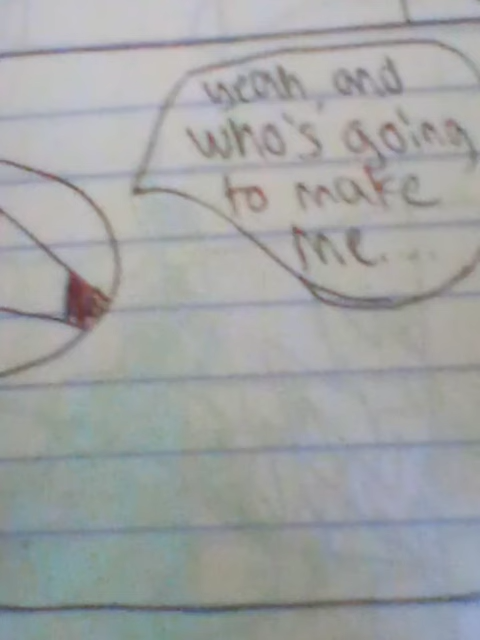 yeah, and
who's going
to make
me....